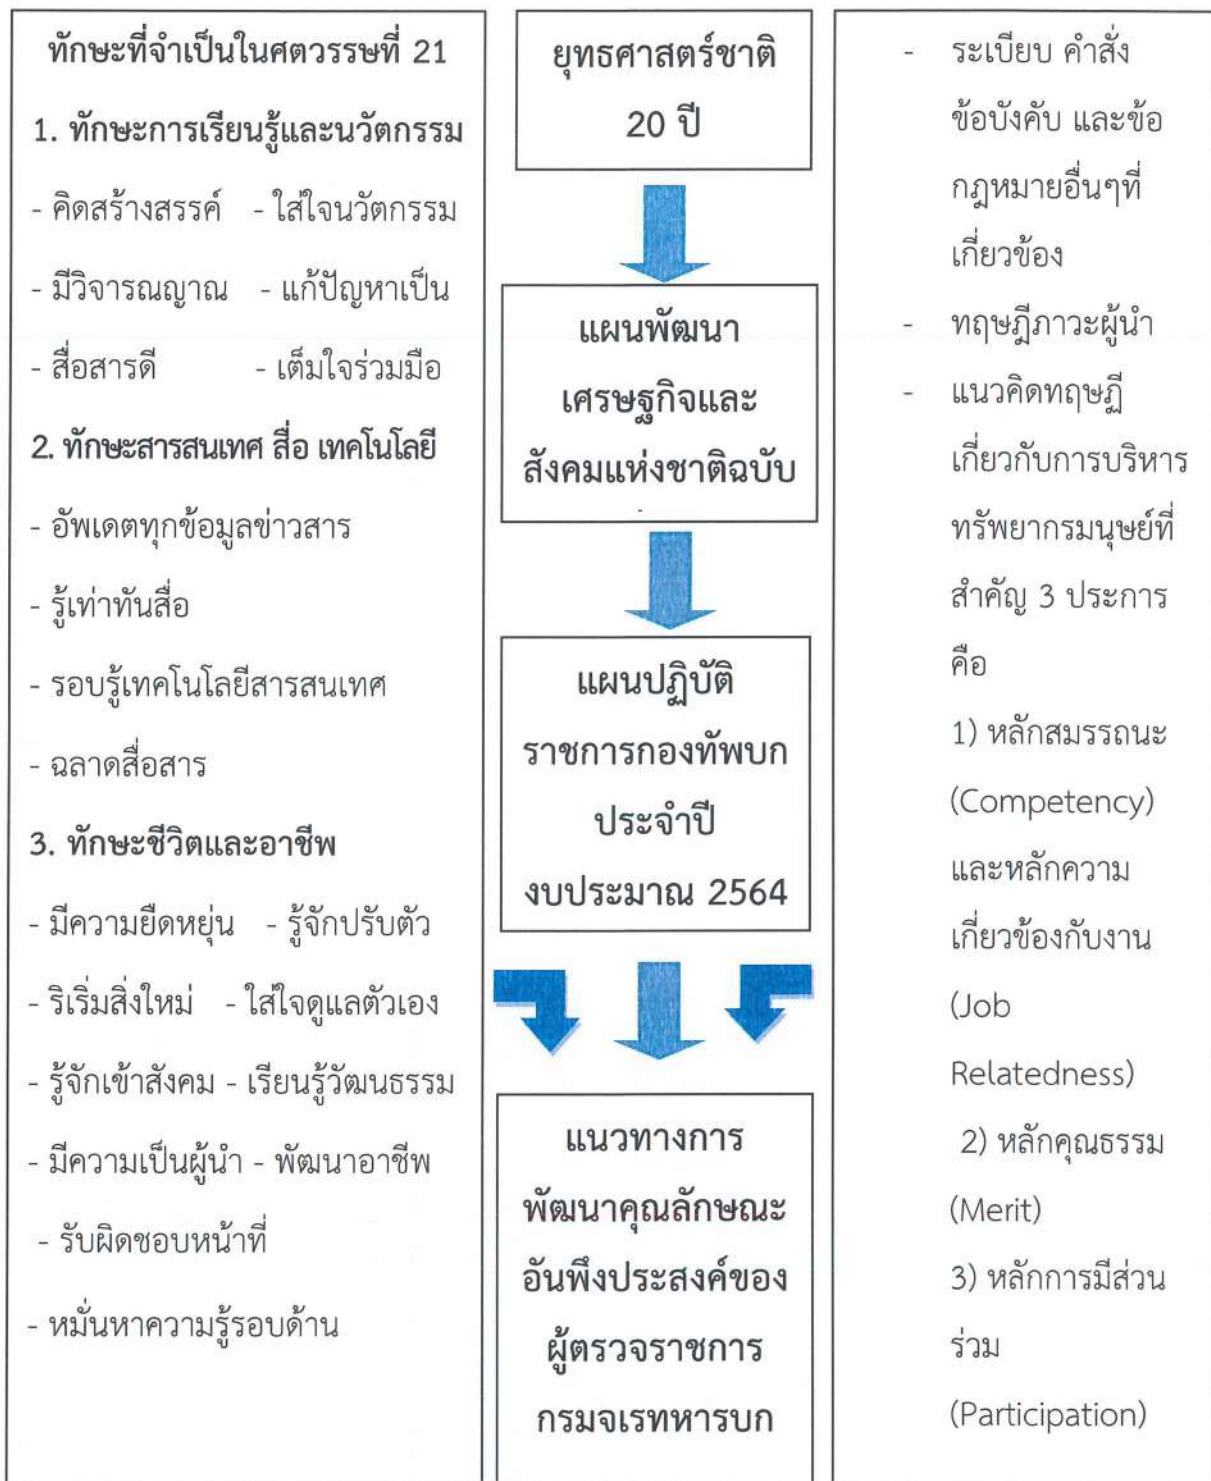 ทักษะที่จำเป็นในศตวรรษที่ 21
1. ทักษะการเรียนรู้และนวัตกรรม
- คิดสร้างสรรค์ - ใส่ใจนวัตกรรม
- มีวิจารณญาณ - แก้ปัญหาเป็น
- สื่อสารดี - เต็มใจร่วมมือ
2. ทักษะสารสนเทศ สื่อ เทคโนโลยี
- อัพเดตทุกข้อมูลข่าวสาร
- รู้เท่าทันสื่อ
- รอบรู้เทคโนโลยีสารสนเทศ
- ฉลาดสื่อสาร
3. ทักษะชีวิตและอาชีพ
- มีความยืดหยุ่น - รู้จักปรับตัว
- ริเริ่มสิ่งใหม่ - ใส่ใจดูแลตัวเอง
- รู้จักเข้าสังคม - เรียนรู้วัฒนธรรม
- มีความเป็นผู้นำ - พัฒนาอาชีพ
- รับผิดชอบหน้าที่
- หมั่นหาความรู้รอบด้าน
ยุทธศาสตร์ชาติ
20 ปี
แผนพัฒนา
เศรษฐกิจและ
สังคมแห่งชาติฉบับ
แผนปฏิบัติ
ราชการกองทัพบก
ประจำปี
งบประมาณ 2564
แนวทางการ
พัฒนาคุณลักษณะ
อันพึงประสงค์ของ
ผู้ตรวจราชการ
กรมจเรทหารบก
- ระเบียบ คำสั่ง
ข้อบังคับ และข้อ
กฎหมายอื่นๆที่
เกี่ยวข้อง
- ทฤษฎีภาวะผู้นำ
- แนวคิดทฤษฏี
เกี่ยวกับการบริหาร
ทรัพยากรมนุษย์ที่
สำคัญ 3 ประการ
คือ
1) หลักสมรรถนะ
(Competency)
และหลักความ
เกี่ยวข้องกับงาน
(Job
Relatedness)
2) หลักคุณธรรม
(Merit)
3) หลักการมีส่วน
ร่วม
(Participation)